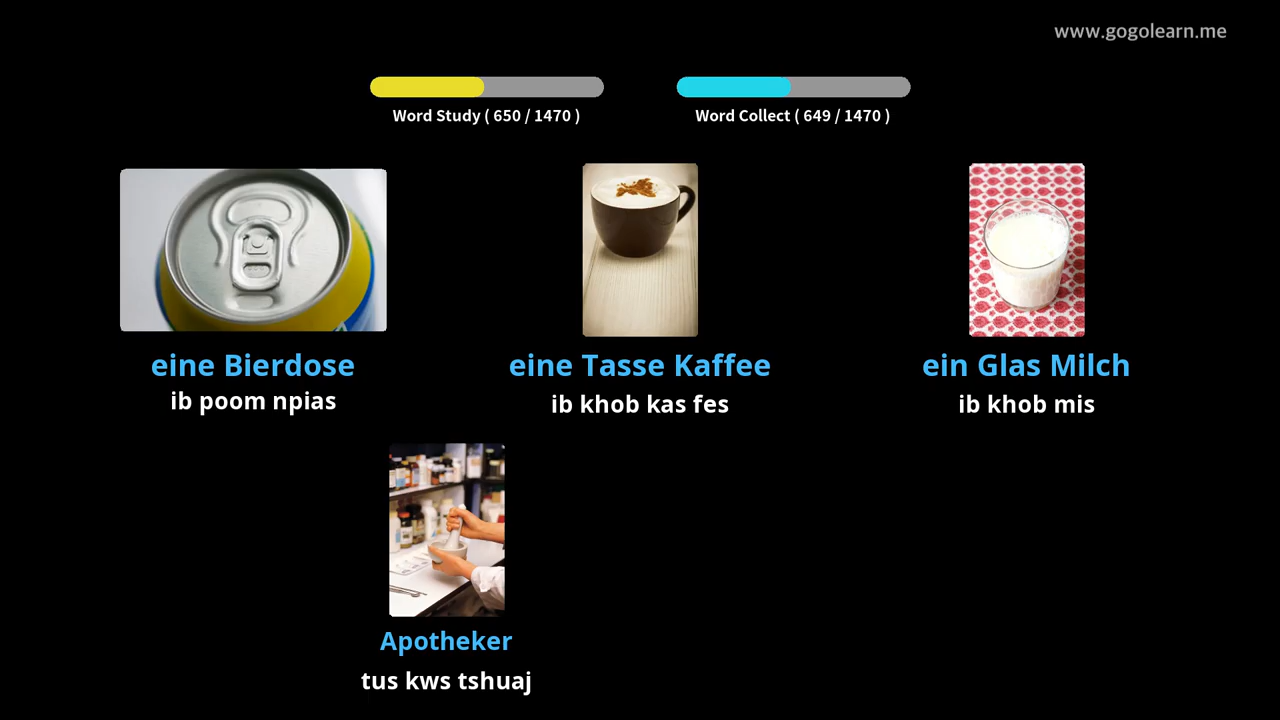 www.gogolearn.me
Word Study ( 650 / 1470 )
Word Collect ( 649 / 1470 )
eine Bierdose
ib poom npias
eine Tasse Kaffee
ib khob kas fes
ein Glas Milch
ib khob mis
Apotheker
tus kws tshuaj